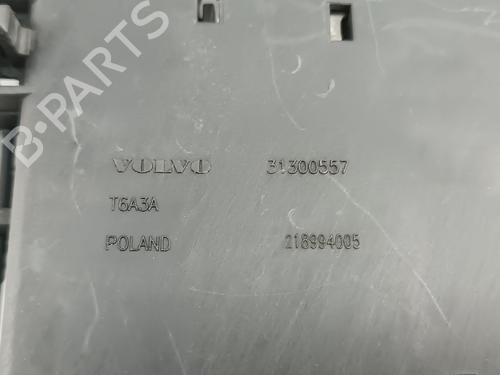 B-PARTS
VOLVO 31300557
T6A3A
POLAND 218994005